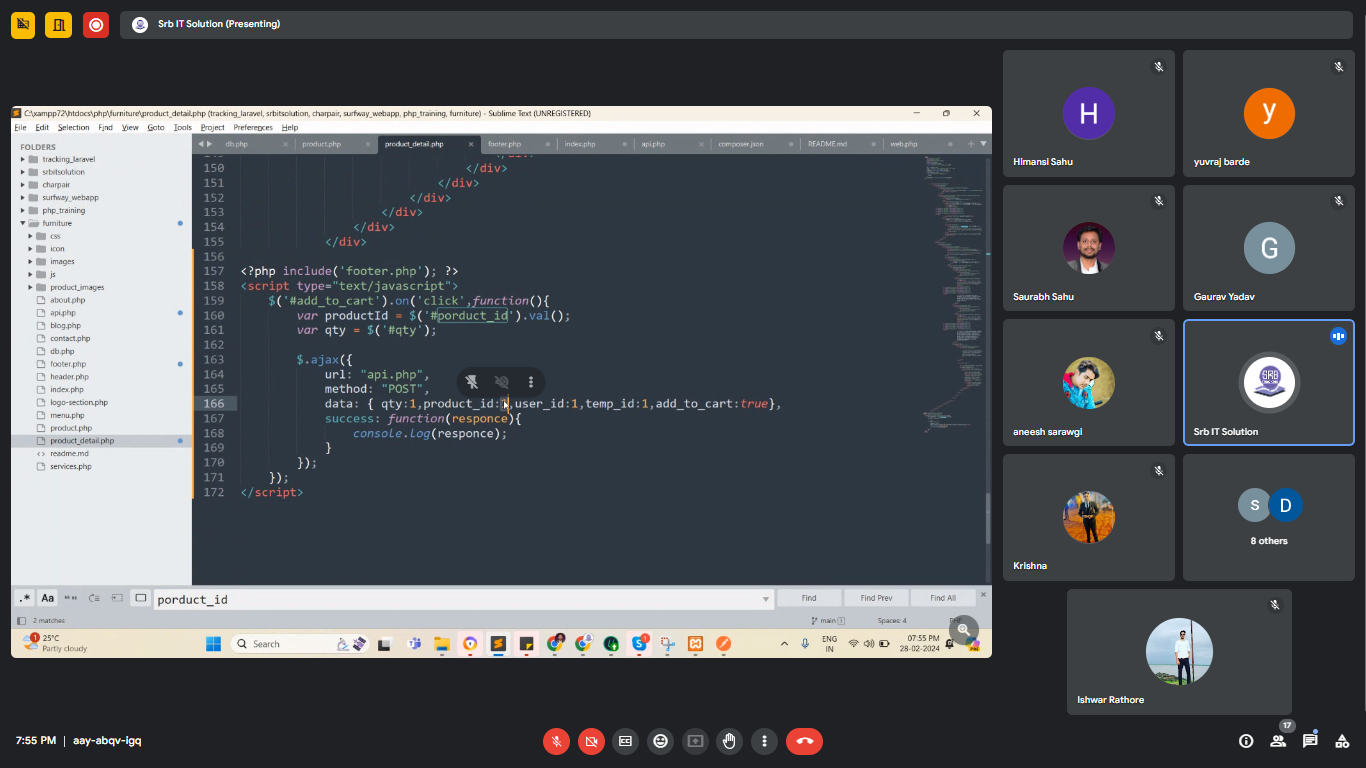 Srb IT Solution (Presenting)
C:\xampp72\htdocs\php\furniture\product_detail.php (tracking_laravel, srbitsolution, charpair, surfway_webapp, php_training, furniture) - Sublime Text (UNREGISTERED)
File Edit Selection Find View Goto Tools Project Preferences Help
FOLDERS
tracking_laravel
srbitsolution
charpair
surfway_webapp
php_training
furniture
css
icon
images
js
product_images
about.php
api.php
blog.php
contact.php
db.php
footer.php
header.php
index.php
logo-section.php
menu.php
product.php
product_detail.php
readme.md
services.php
db.php product.php product_detail.php footer.php index.php api.php composer.json README.md web.php
150 </div>
151 </div>
152 </div>
153 </div>
154 </div>
155 </div>
156
157 <?php include('footer.php'); ?>
158 <script type="text/javascript">
159 $('#add_to_cart').on('click',function(){
160 var productId = $('#porduct_id').val();
161 var qty = $('#qty');
162
163 $.ajax({
164 url: "api.php",
165 method: "POST",
166 data: { qty:1,product_id: ,user_id:1,temp_id:1,add_to_cart:true},
167 success: function(responce){
168 console.log(responce);
169 }
170 });
171 });
172 </script>
.* Aa porduct_id Find Find Prev Find All
2 matches main 1 Spaces: 4
1 25°C
Partly cloudy
Search
1
ENG
IN
07:55 PM
28-02-2024
H
Himansi Sahu
y
yuvraj barde
Saurabh Sahu
G
Gaurav Yadav
aneesh sarawgi
SRB
Srb IT Solution
Krishna
s D
8 others
Ishwar Rathore
7:55 PM | aay-abqv-igq
17